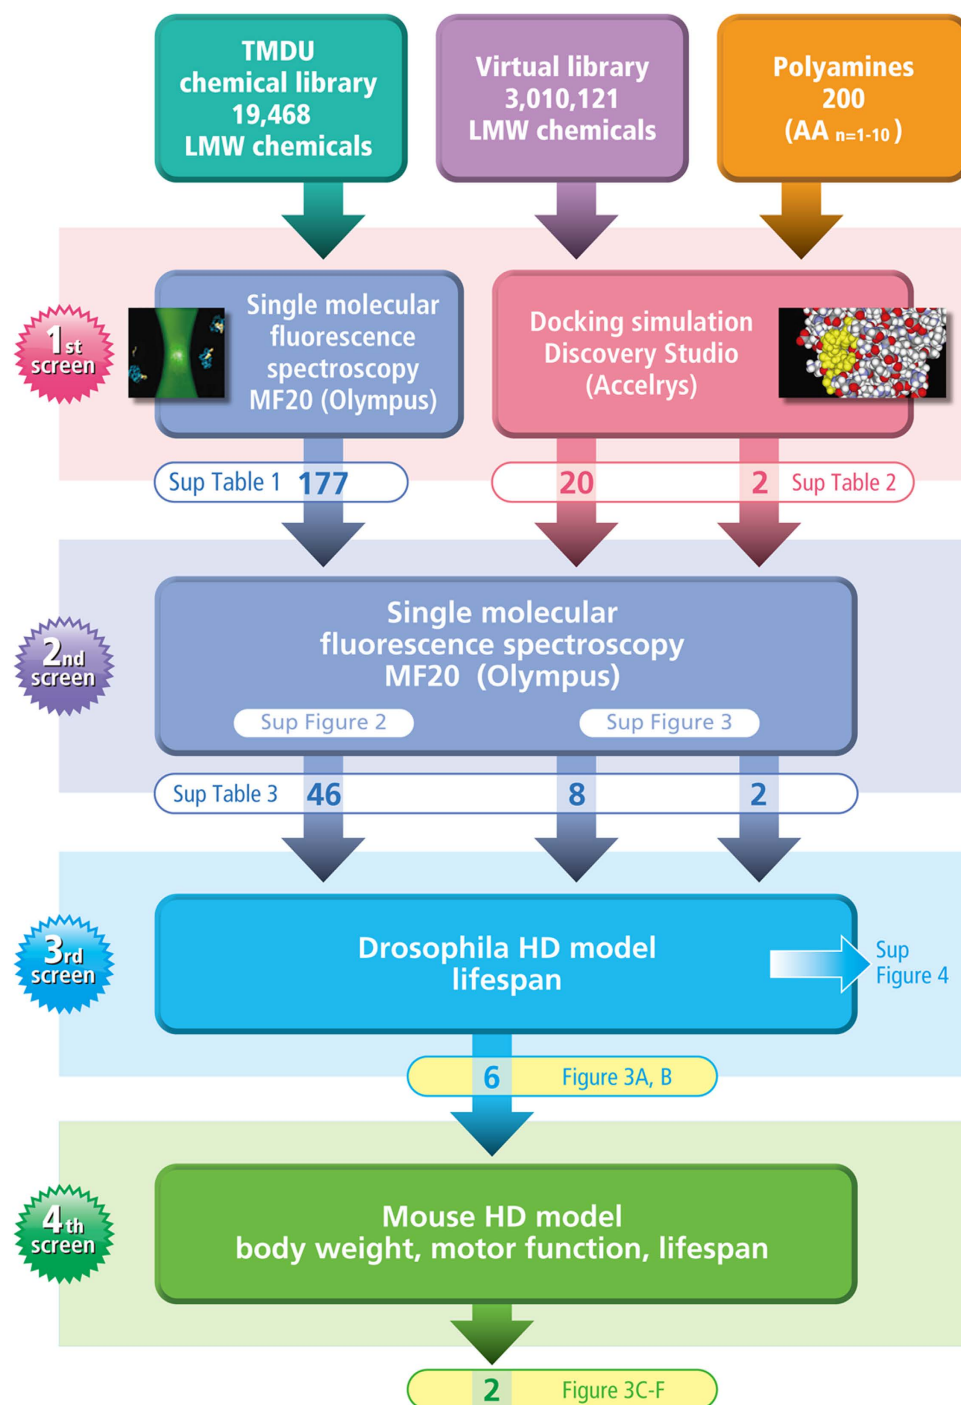 TMDU
chemical library
19,468
LMW chemicals
Virtual library
3,010,121
LMW chemicals
Polyamines
200
(AA n=1-10 )
1st
screen
Single molecular
fluorescence
spectroscopy
MF20 (Olympus)
Docking simulation
Discovery Studio
(Accelrys)
Sup Table 1 177
20 2 Sup Table 2
2nd
screen
Single molecular
fluorescence spectroscopy
MF20 (Olympus)
Sup Figure 2
Sup Figure 3
Sup Table 3 46 8 2
3rd
screen
Drosophila HD model
lifespan
Sup
Figure 4
6 Figure 3A, B
4th
screen
Mouse HD model
body weight, motor function, lifespan
2 Figure 3C-F